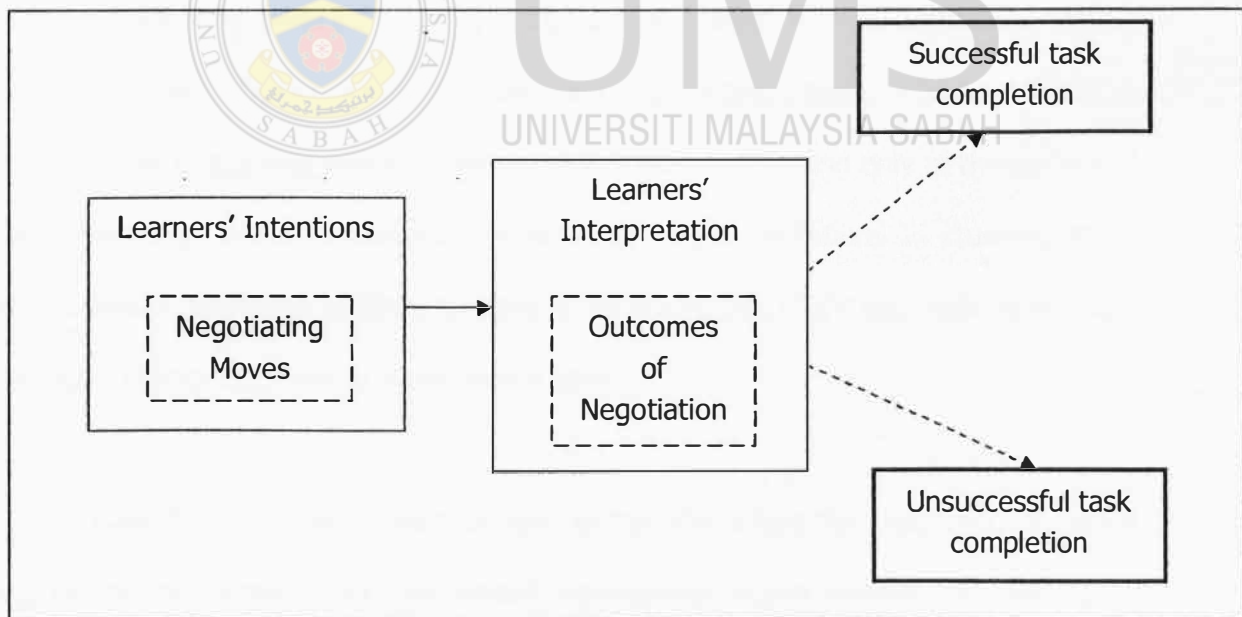 UMS
UNIVERSITI MALAYSIA SABAH
SABAH
Successful task
completion
Learners' Intentions
Negotiating
Moves
Learners'
Interpretation
Outcomes
of
Negotiation
Unsuccessful task
completion